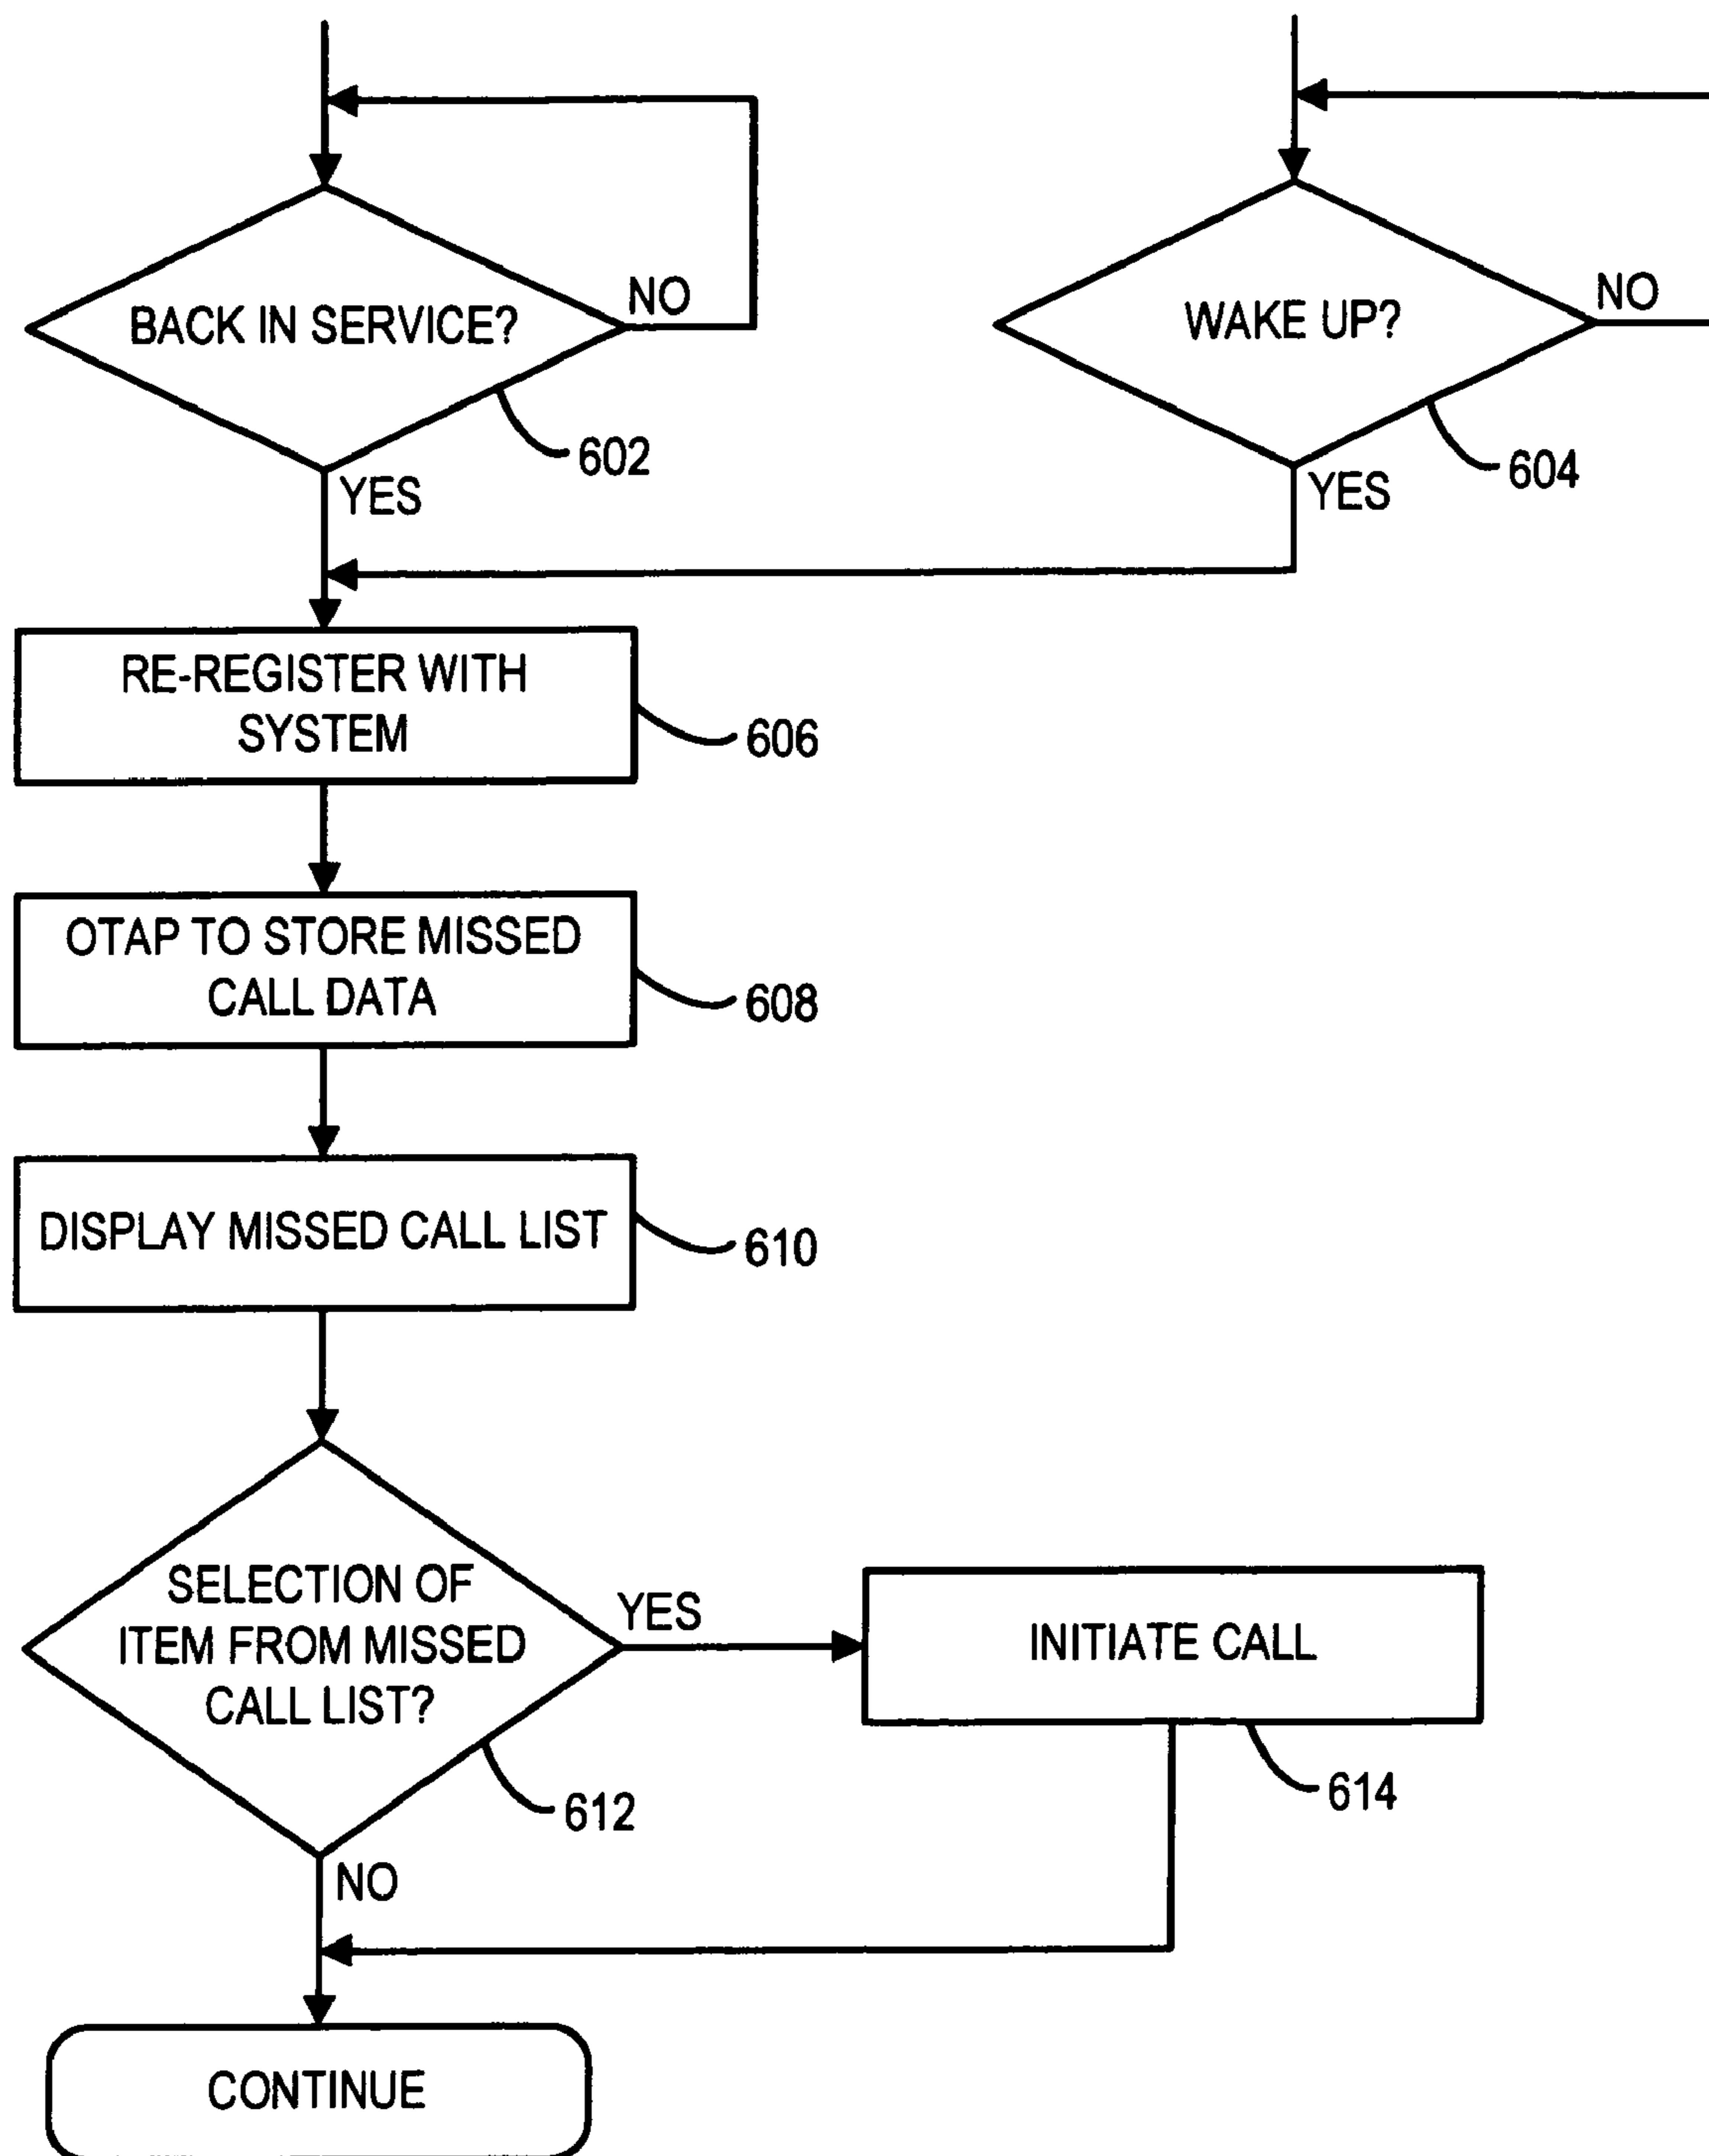 BACK IN SERVICE?
NO
602
YES
WAKE UP?
NO
604
YES
RE-REGISTER WITH
SYSTEM
606
OTAP TO STORE MISSED
CALL DATA
608
DISPLAY MISSED CALL LIST
610
SELECTION OF
ITEM FROM MISSED
CALL LIST?
YES
612
NO
INITIATE CALL
614
CONTINUE